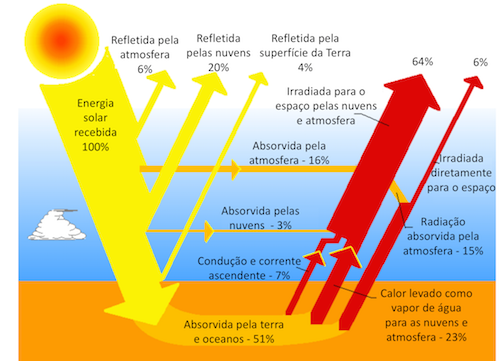 Refletida pela
atmosfera
6%
Refletida
pelas nuvens
20%
Refletida pela
superfície da Terra
4%
64%
6%
Energia
solar
recebida
100%
Irradiada para o
espaço pelas nuvens
e atmosfera
Absorvida pela
atmosfera - 16%
Irradiada
diretamente
para o espaço
Absorvida pelas
nuvens - 3%
Radiação
absorvida pela
atmosfera - 15%
Condução e corrente
ascendente - 7%
Calor levado como
vapor de água
para as nuvens e
atmosfera - 23%
Absorvida pela terra
e oceanos - 51%